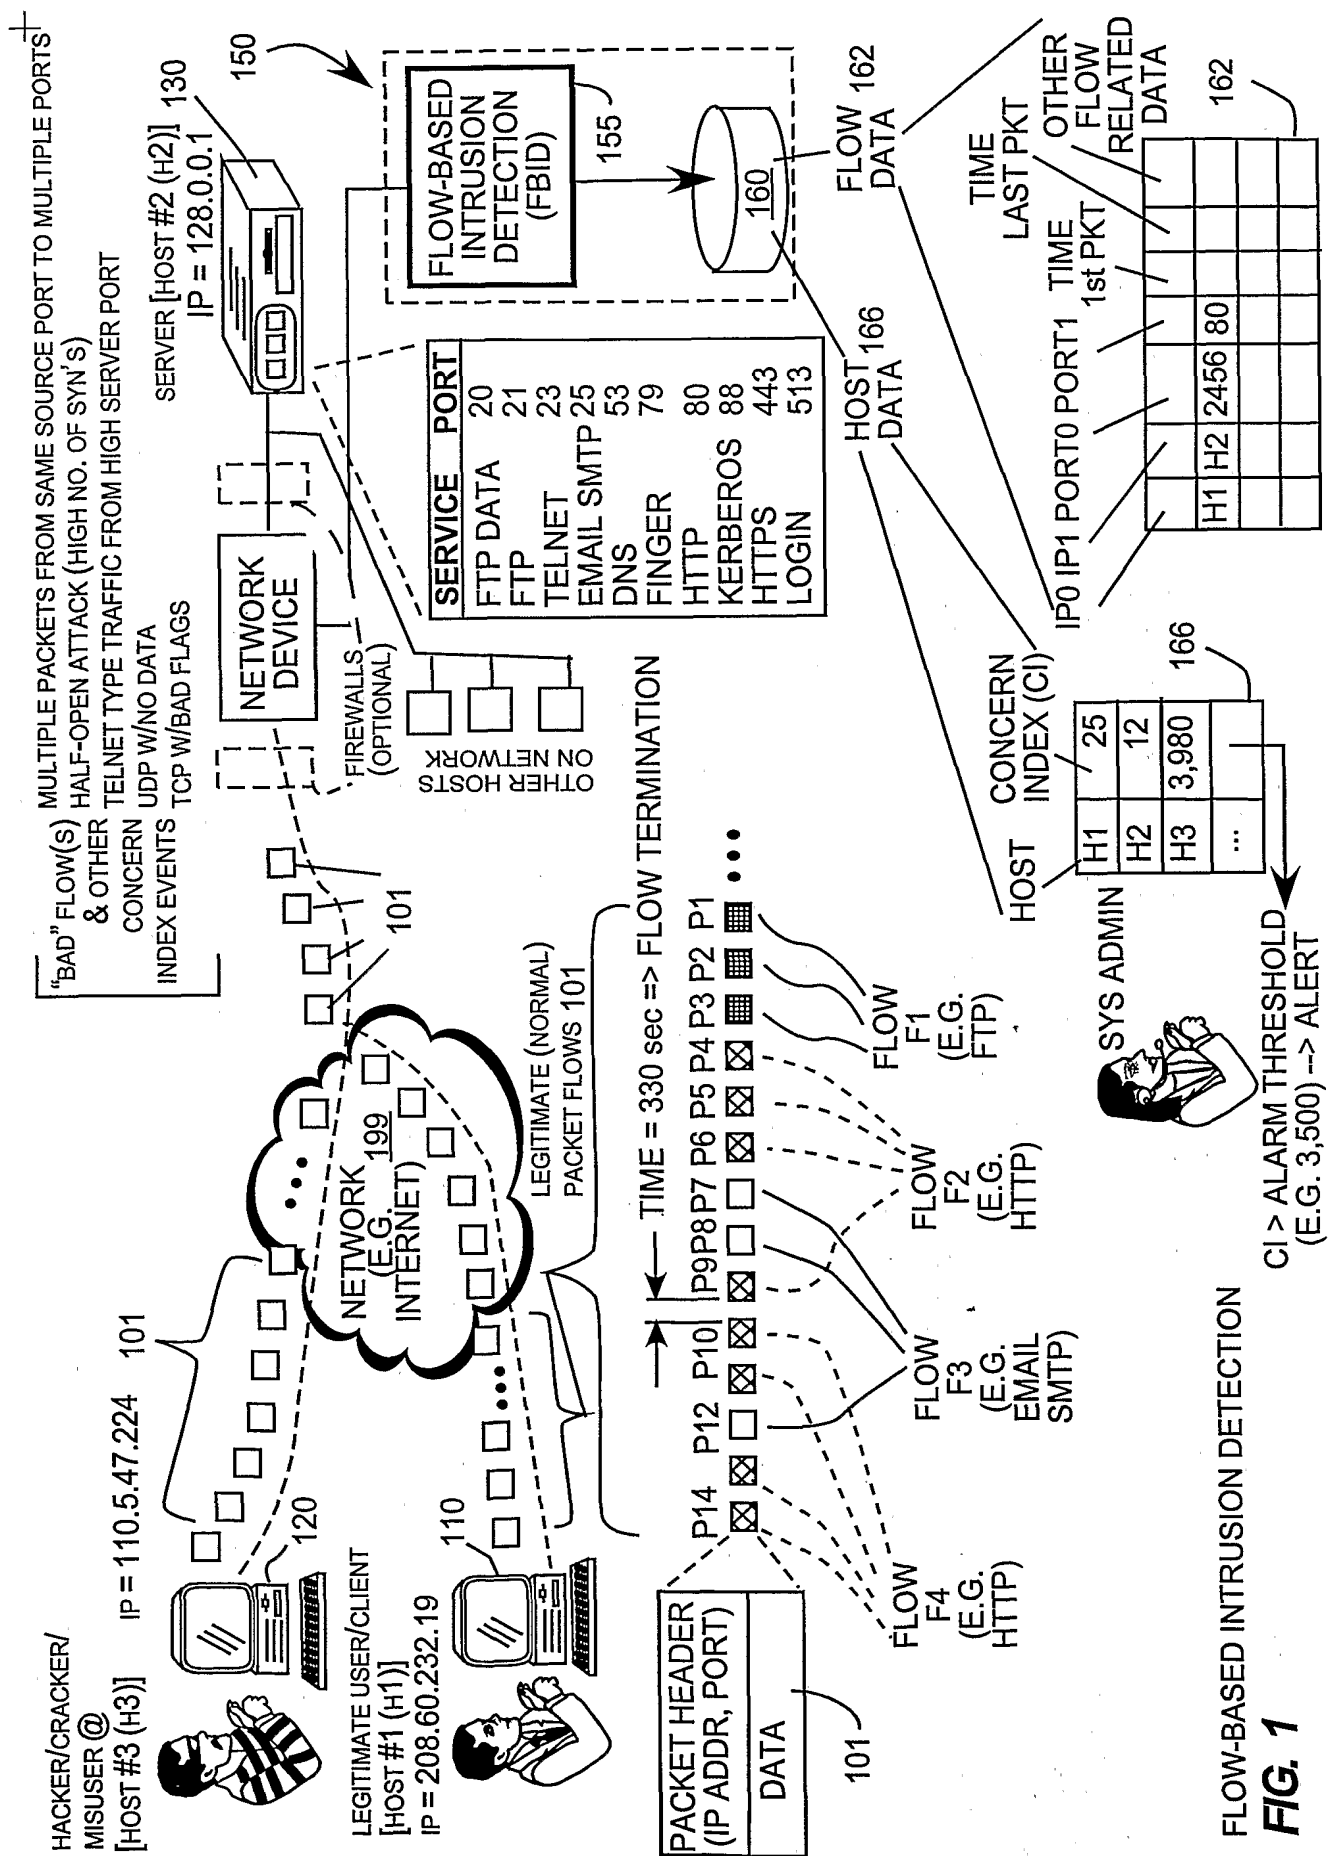 HACKER/CRACKER/
MISUSER @
[HOST #3 (H3)]
IP = 110.5.47.224
101
120
LEGITIMATE USER/CLIENT
[HOST #1 (H1)]
IP = 208.60.232.19
110
NETWORK
(E.G. 199
INTERNET)
101
"BAD" FLOW(S)
& OTHER
CONCERN
INDEX EVENTS
MULTIPLE PACKETS FROM SAME SOURCE PORT TO MULTIPLE PORTS
HALF-OPEN ATTACK (HIGH NO. OF SYN'S)
TELNET TYPE TRAFFIC FROM HIGH SERVER PORT
UDP W/NO DATA
TCP W/BAD FLAGS
NETWORK
DEVICE
FIREWALLS
(OPTIONAL)
OTHER HOSTS
ON NETWORK
SERVER [HOST #2 (H2)]
IP = 128.0.0.1
130
150
FLOW-BASED
INTRUSION
DETECTION
(FBID)
155
160
SERVICE PORT
FTP DATA 20
FTP 21
TELNET 23
EMAIL SMTP 25
DNS 53
FINGER 79
HTTP 80
KERBEROS 88
HTTPS 443
LOGIN 513
LEGITIMATE (NORMAL)
PACKET FLOWS 101
TIME = 330 sec => FLOW TERMINATION
P14 P12 P10 P9 P8 P7 P6 P5 P4 P3 P2 P1
PACKET HEADER
(IP ADDR, PORT)
DATA
101
FLOW
F4
(E.G.
HTTP)
FLOW
F3
(E.G.
EMAIL
SMTP)
FLOW
F2
(E.G.
HTTP)
FLOW
F1
(E.G.
FTP)
HOST 166
DATA
FLOW 162
DATA
HOST
CONCERN
INDEX (CI)
H1 25
H2 12
H3 3,980
...
166
SYS ADMIN
CI > ALARM THRESHOLD
(E.G. 3,500) --> ALERT
IP0 IP1 PORT0 PORT1
TIME
1st PKT
TIME
LAST PKT
OTHER
FLOW
RELATED
DATA
H1 H2 2456 80
162
FLOW-BASED INTRUSION DETECTION
FIG. 1